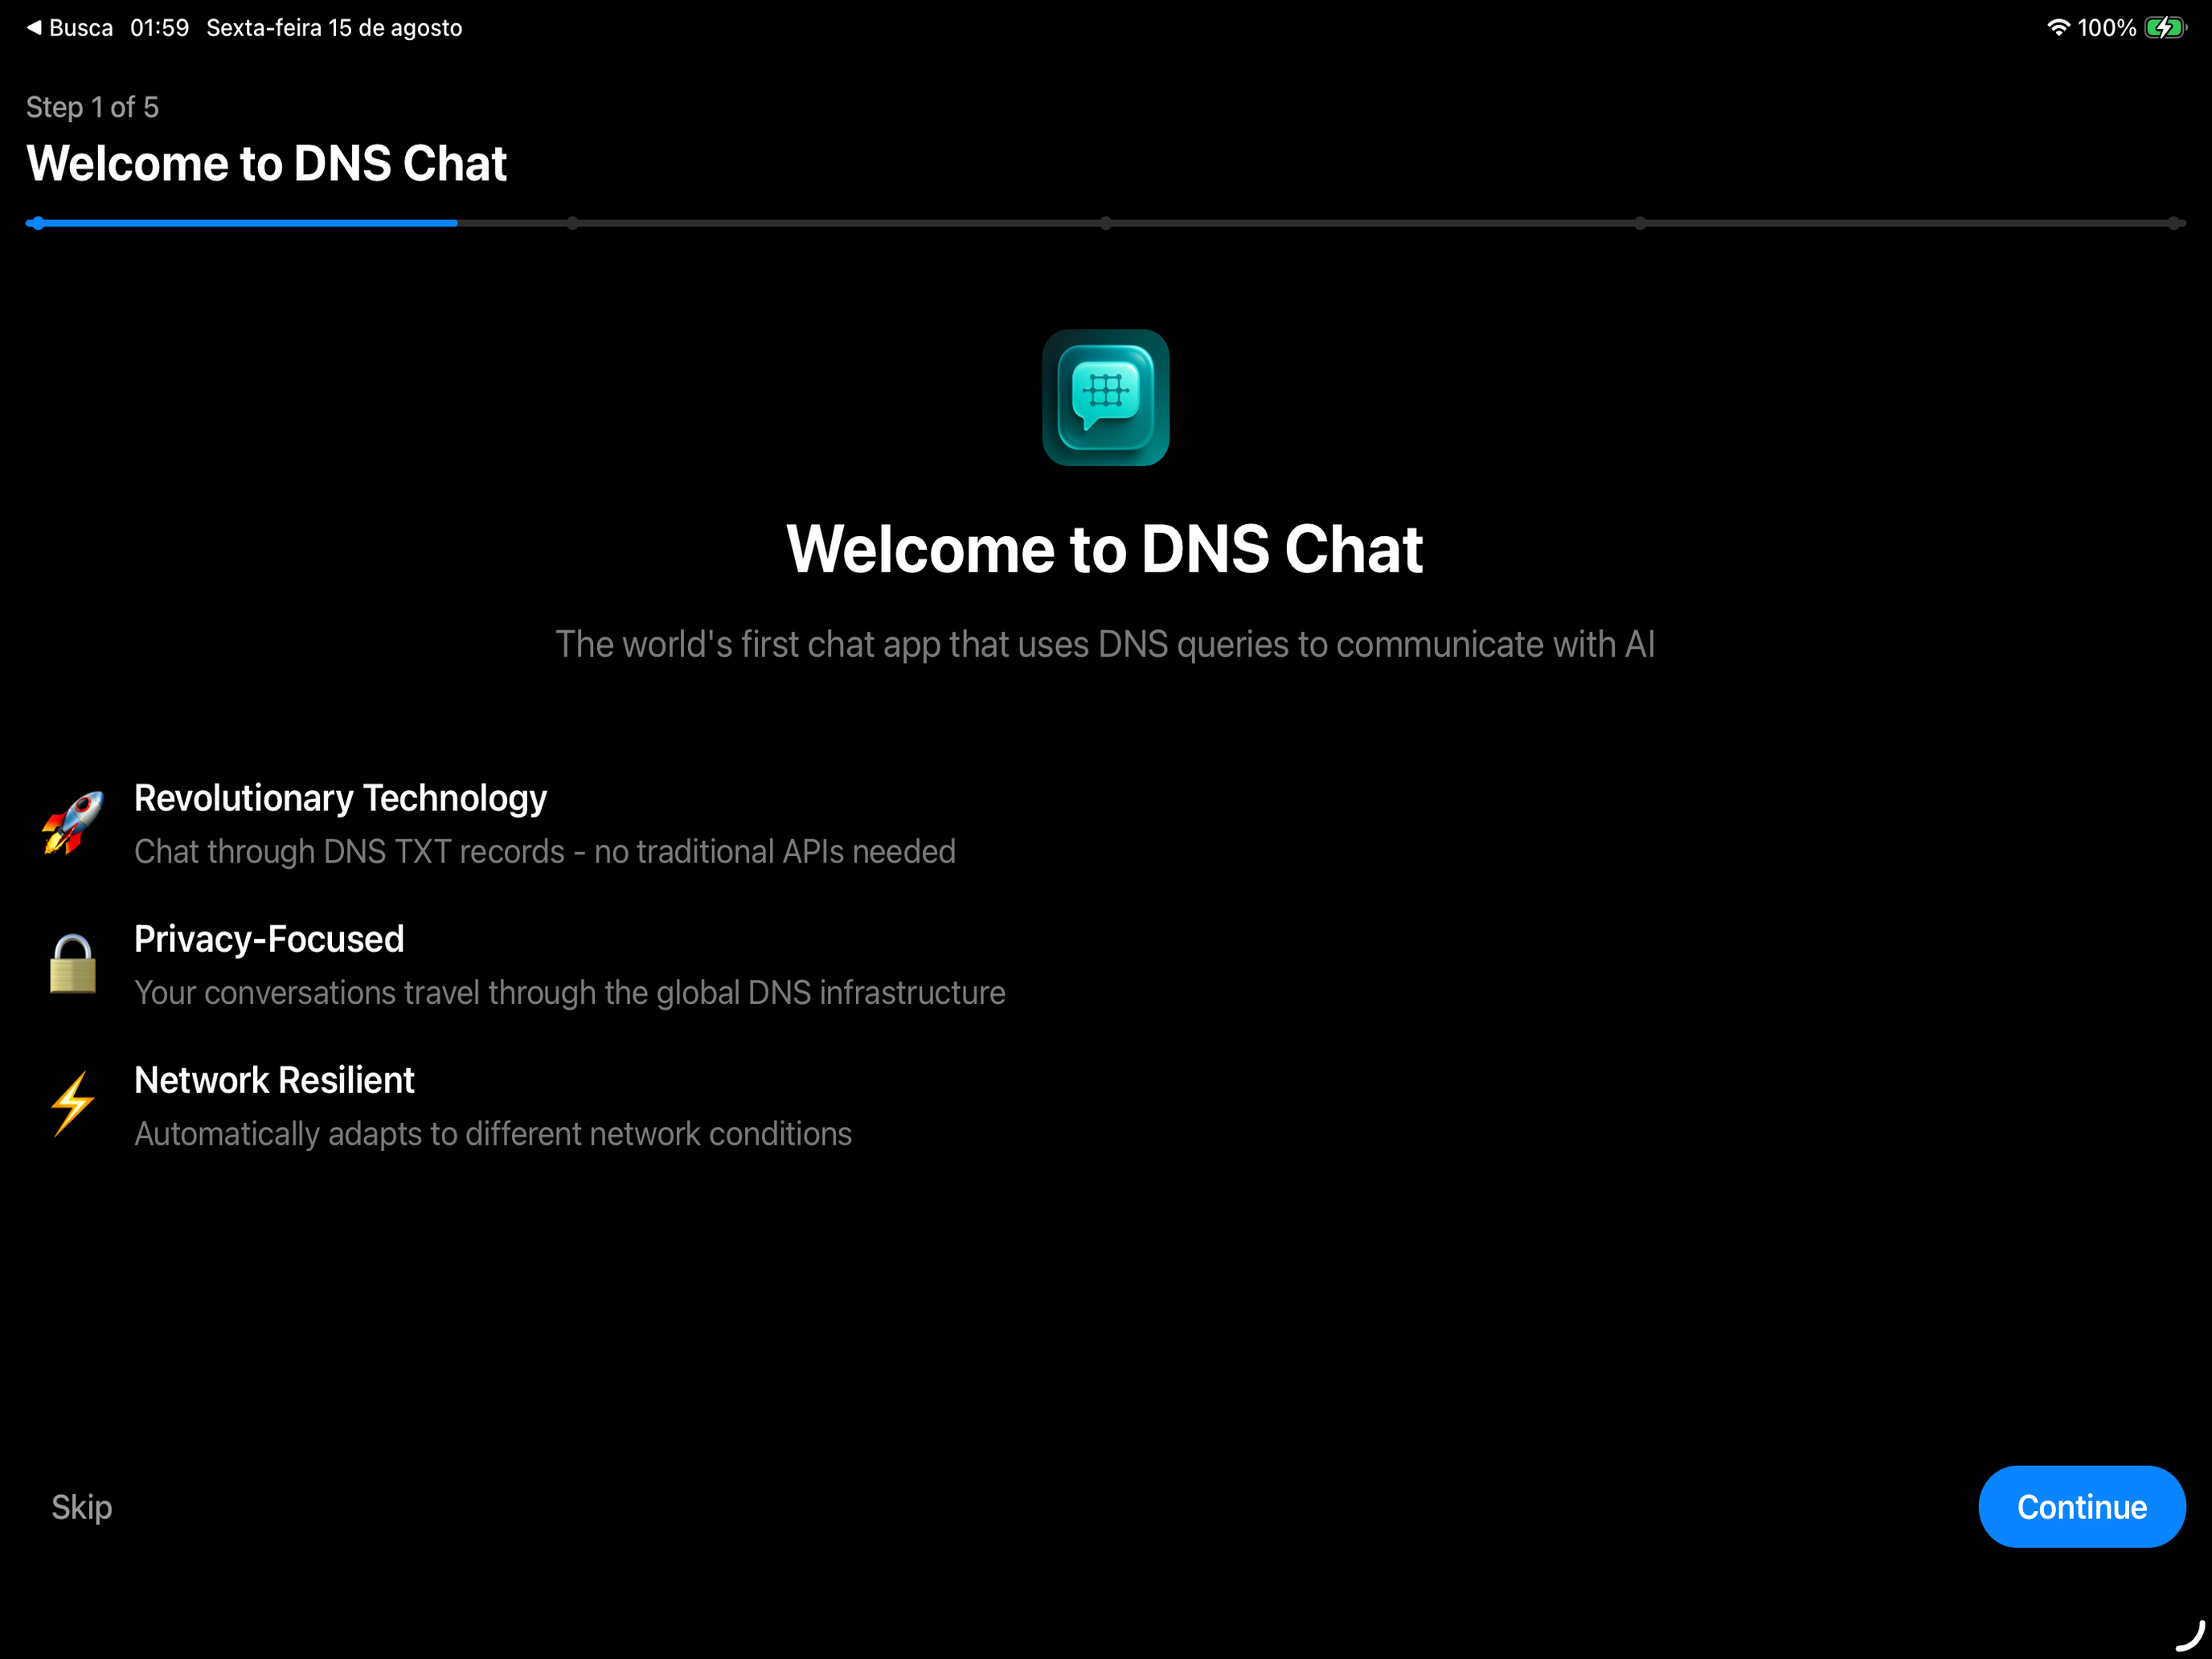 Busca 01:59 Sexta-feira 15 de agosto 100%
Step 1 of 5
Welcome to DNS Chat
Welcome to DNS Chat
The world's first chat app that uses DNS queries to communicate with AI
Revolutionary Technology
Chat through DNS TXT records - no traditional APIs needed
Privacy-Focused
Your conversations travel through the global DNS infrastructure
Network Resilient
Automatically adapts to different network conditions
Skip
Continue